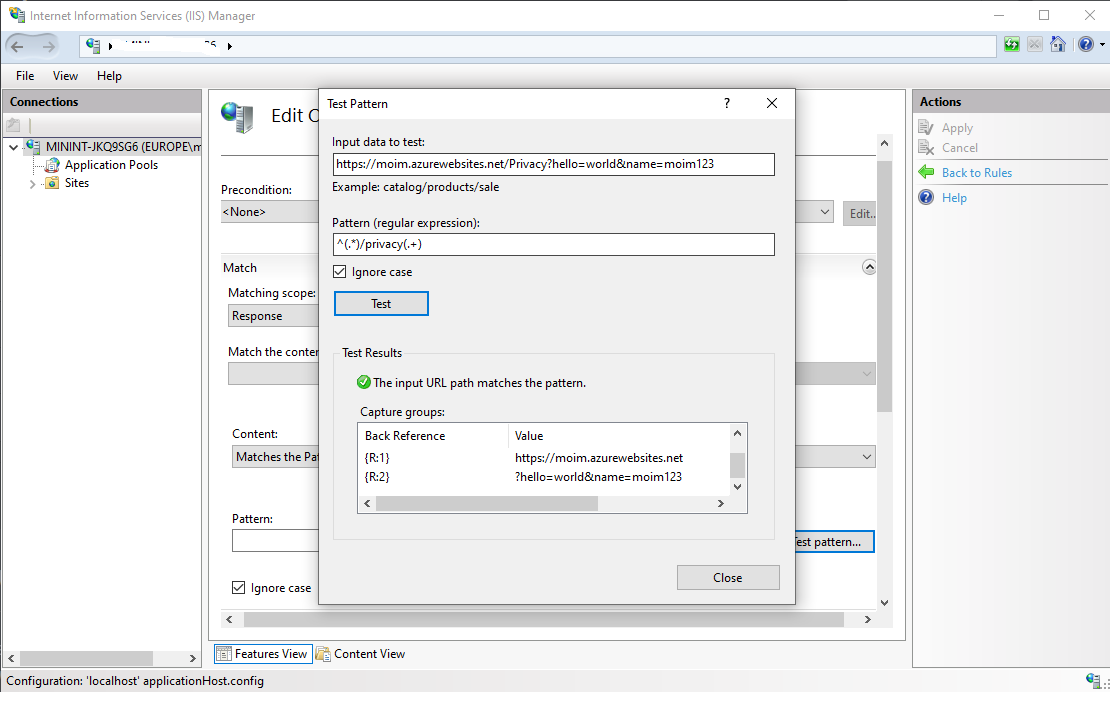 Internet Information Services (IIS) Manager
File View Help
Connections
MININT-JKQ9SG6 (EUROPE\m
Application Pools
Sites
Edit O
Precondition:
<None>
Edit..
Match
Matching scope:
Response
Match the conter
Content:
Matches the Pat
Pattern:
Test pattern...
Ignore case
Test Pattern
?
Input data to test:
https://moim.azurewebsites.net/Privacy?hello=world&name=moim123
Example: catalog/products/sale
Pattern (regular expression):
^(.*)/privacy(.+)
Ignore case
Test
Test Results
The input URL path matches the pattern.
Capture groups:
Back Reference Value
{R:1} https://moim.azurewebsites.net
{R:2} ?hello=world&name=moim123
Close
Actions
Apply
Cancel
Back to Rules
Help
Features View Content View
Configuration: 'localhost' applicationHost.config